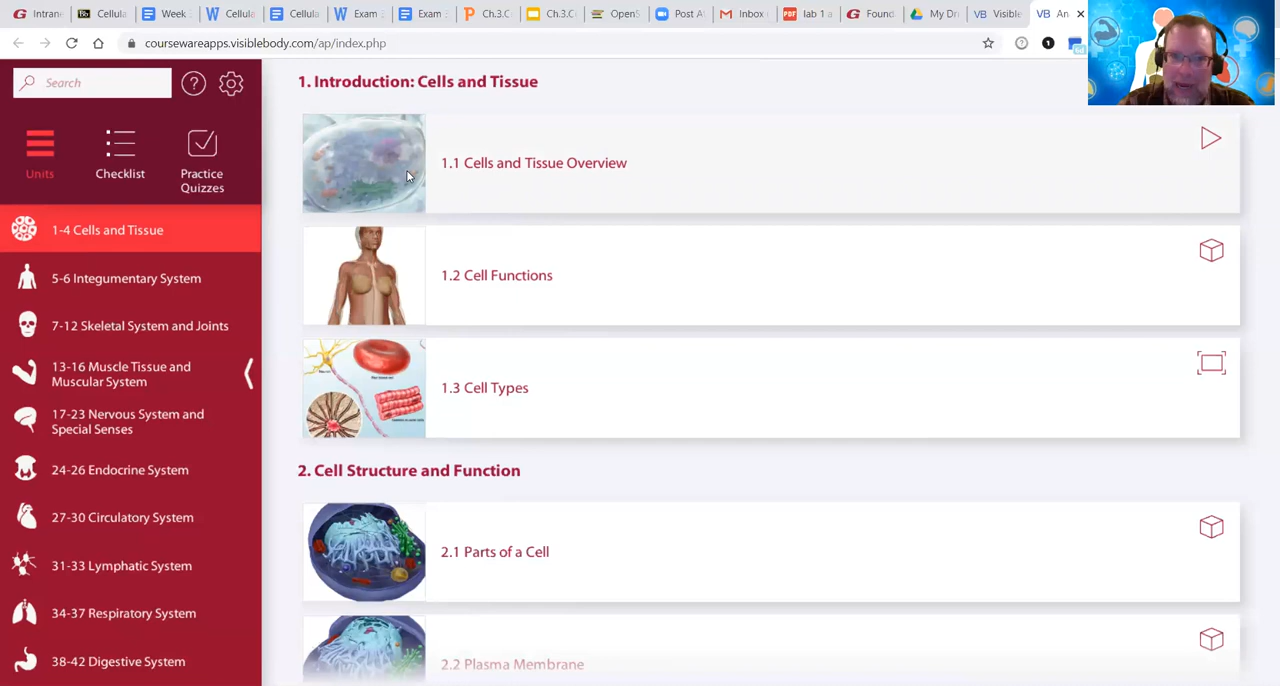 Intran
Cellula
Week
Cellula
Cellula
Exam
Exam
Ch.3.C
Ch.3.C
OpenS
Post A
Inbox
lab 1 a
Found
My Dr
Visible
An
coursewareapps.visiblebody.com/ap/index.php
Search
Units
Checklist
Practice
Quizzes
1-4 Cells and Tissue
5-6 Integumentary System
7-12 Skeletal System and Joints
13-16 Muscle Tissue and
Muscular System
17-23 Nervous System and
Special Senses
24-26 Endocrine System
27-30 Circulatory System
31-33 Lymphatic System
34-37 Respiratory System
38-42 Digestive System
1. Introduction: Cells and Tissue
1.1 Cells and Tissue Overview
1.2 Cell Functions
1.3 Cell Types
2. Cell Structure and Function
2.1 Parts of a Cell
2.2 Plasma Membrane